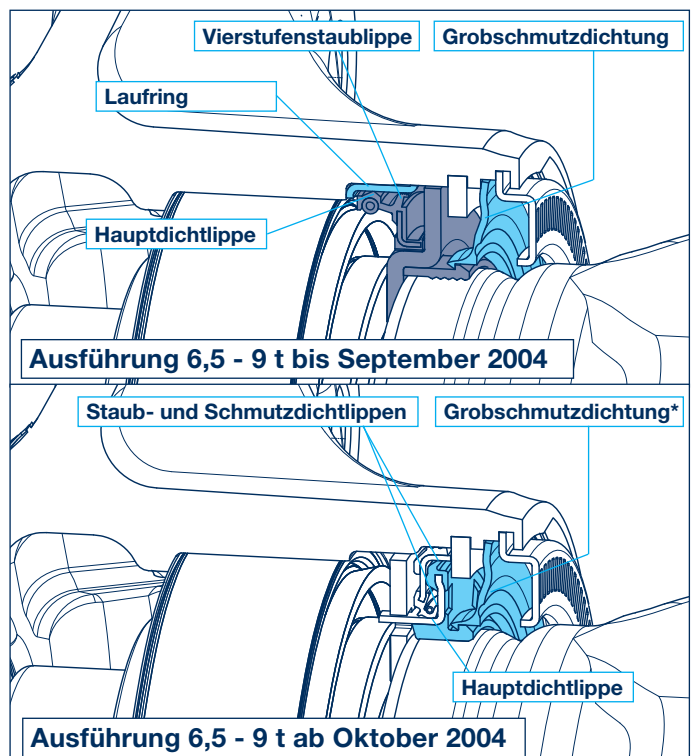 Vierstufenstaublippe
Grobschmutzdichtung
Laufring
Hauptdichtlippe
Ausführung 6,5 - 9 t bis September 2004
Staub- und Schmutzdichtlippen
Grobschmutzdichtung*
Hauptdichtlippe
Ausführung 6,5 - 9 t ab Oktober 2004